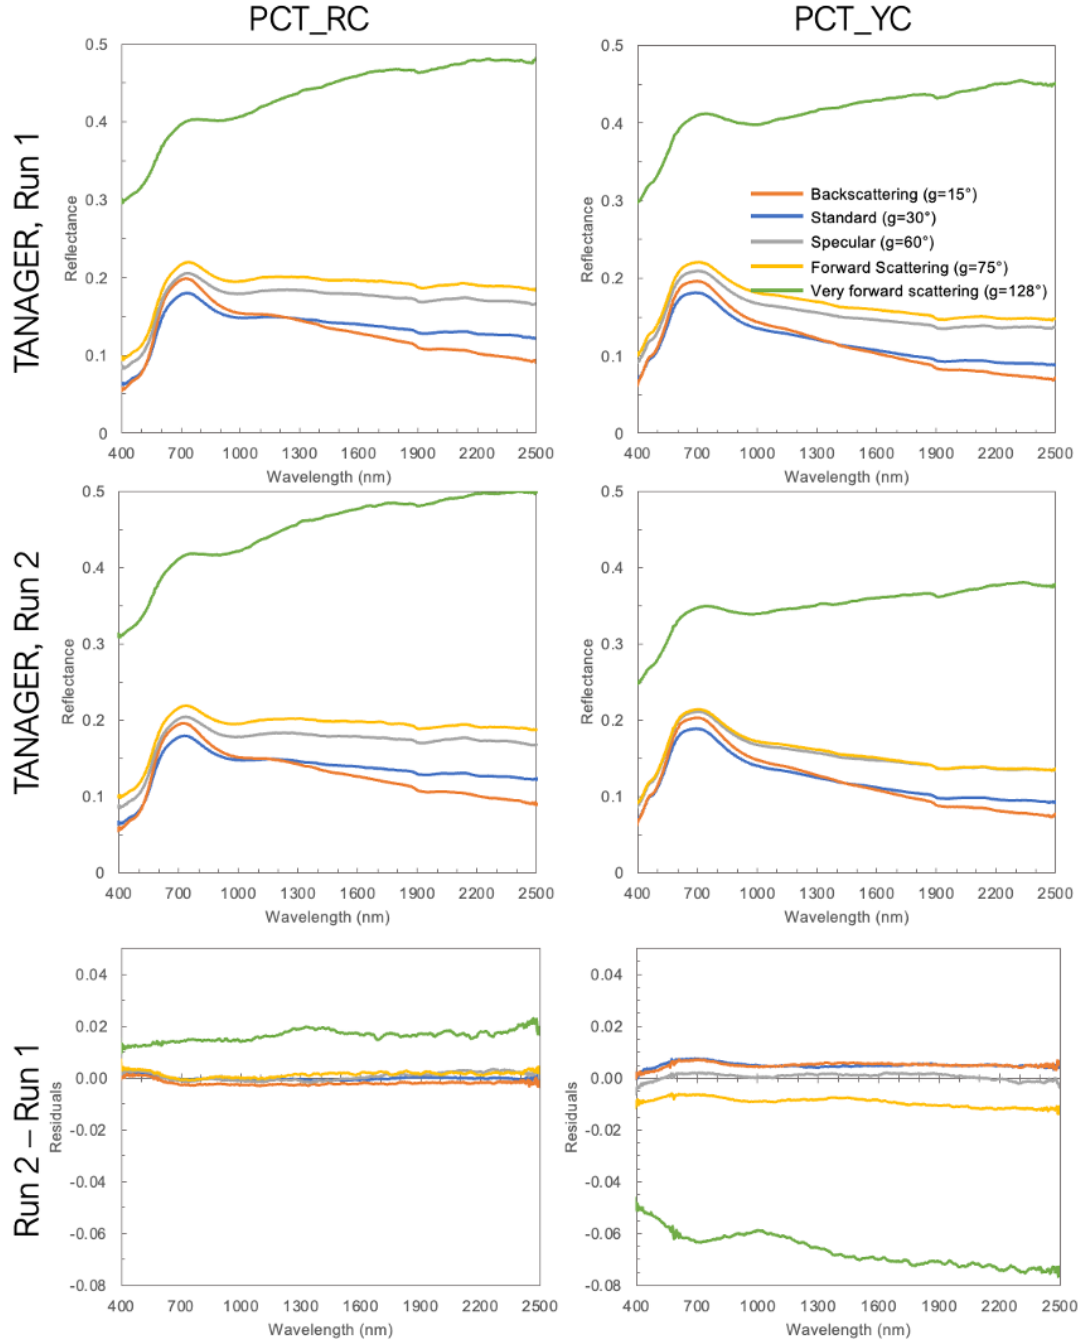 PCT_RC
PCT_YC
TANAGER, Run 1
Reflectance
0.5
0.4
0.3
0.2
0.1
0
400 700 1000 1300 1600 1900 2200 2500
Wavelength (nm)
Reflectance
0.5
0.4
0.3
0.2
0.1
0
Backscattering (g=15°)
Standard (g=30°)
Specular (g=60°)
Forward Scattering (g=75°)
Very forward scattering (g=128°)
400 700 1000 1300 1600 1900 2200 2500
Wavelength (nm)
TANAGER, Run 2
Reflectance
0.5
0.4
0.3
0.2
0.1
0
400 700 1000 1300 1600 1900 2200 2500
Wavelength (nm)
Reflectance
0.5
0.4
0.3
0.2
0.1
0
400 700 1000 1300 1600 1900 2200 2500
Wavelength (nm)
Run 2 – Run 1
Residuals
0.04
0.02
0.00
-0.02
-0.04
-0.06
-0.08
400 700 1000 1300 1600 1900 2200 2500
Wavelength (nm)
Residuals
0.04
0.02
0.00
-0.02
-0.04
-0.06
-0.08
400 700 1000 1300 1600 1900 2200 2500
Wavelength (nm)